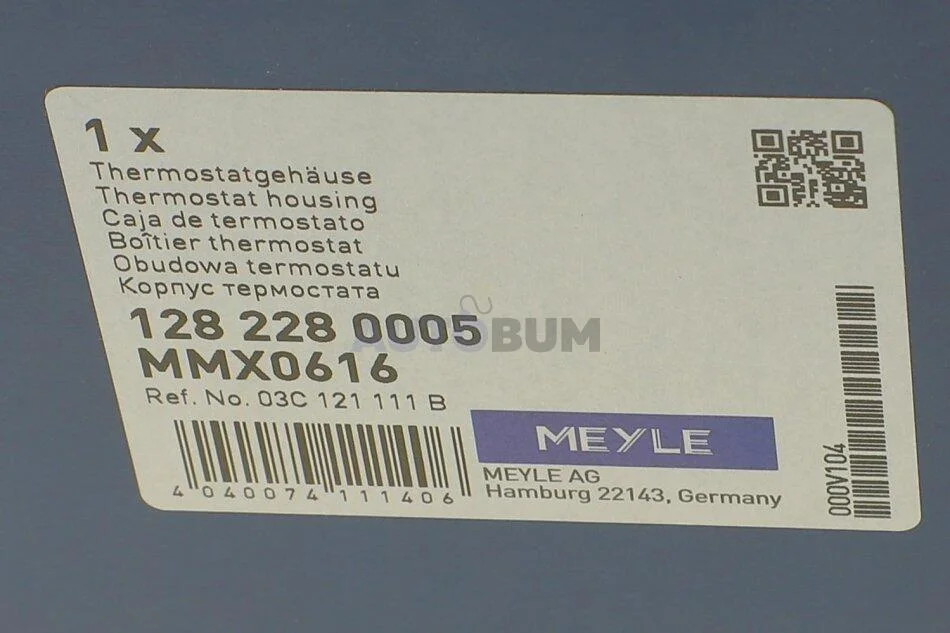 1 x
Thermostatgehäuse
Thermostat housing
Caja de termostato
Boîtier thermostat
Obudowa termostatu
Корпус термостата
128 228 0005
AUTOBUM
MMX0616
Ref. No. 03C 121 111 B
MEYLE
MEYLE AG
Hamburg 22143, Germany
4 040074 111406
000V104